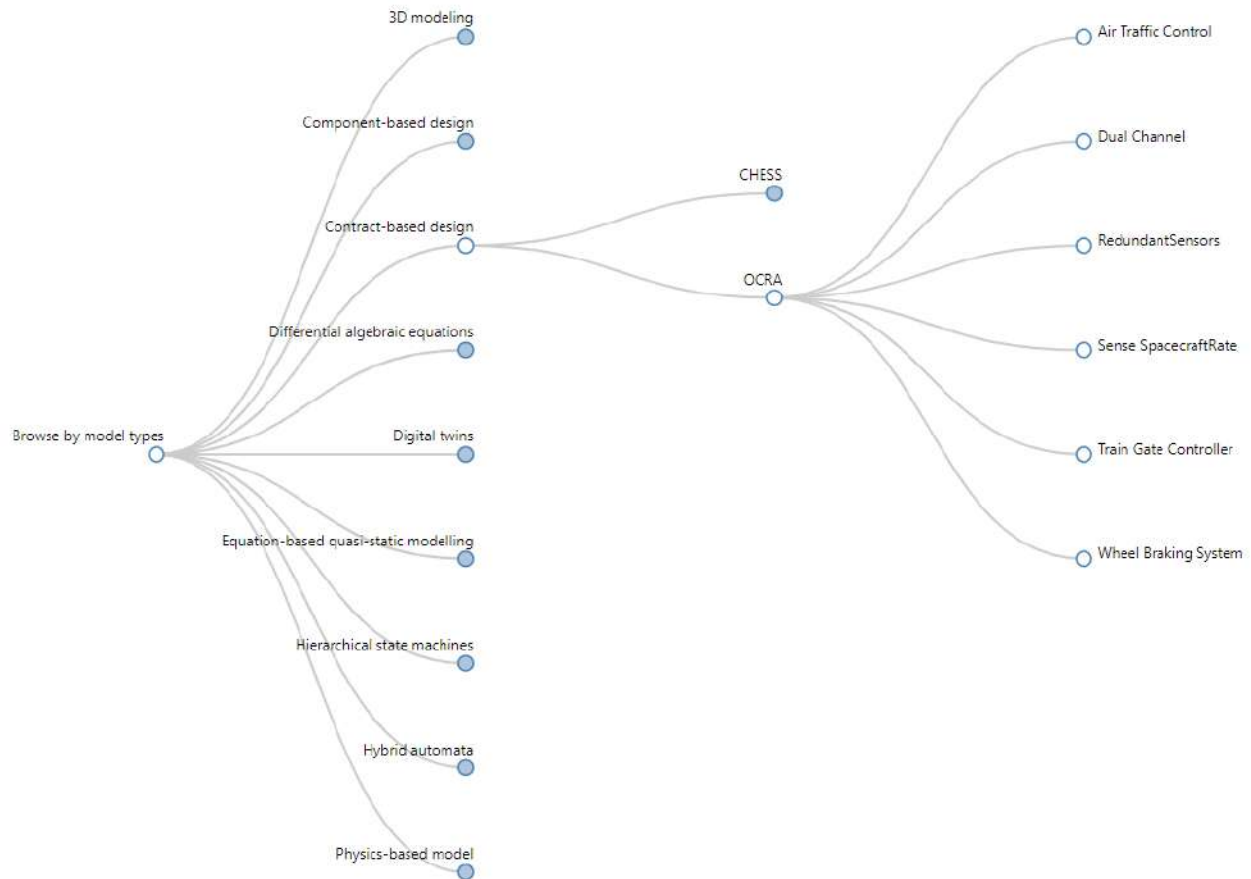 3D modeling
Air Traffic Control
Component-based design
Dual Channel
CHESS
Contract-based design
RedundantSensors
OCRA
Differential algebraic equations
Sense SpacecraftRate
Browse by model types
Digital twins
Train Gate Controller
Equation-based quasi-static modelling
Wheel Braking System
Hierarchical state machines
Hybrid automata
Physics-based model